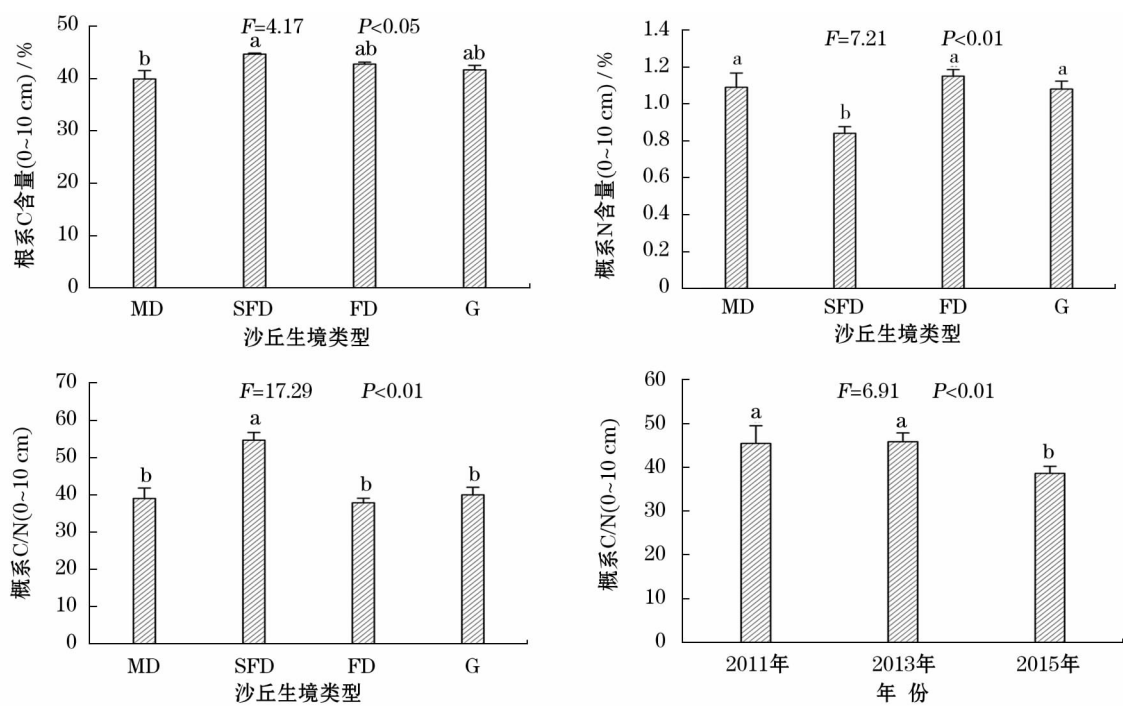 根系C含量(0~10 cm) / %
F=4.17 P<0.05
50
40
30
20
10
0
b
a
ab
ab
MD SFD FD G
沙丘生境类型
概系N含量(0~10 cm) / %
F=7.21 P<0.01
1.4
1.2
1.0
0.8
0.6
0.4
0.2
0
a
b
a
a
MD SFD FD G
沙丘生境类型
概系C/N(0~10 cm)
F=17.29 P<0.01
70
60
50
40
30
20
10
0
b
a
b
b
MD SFD FD G
沙丘生境类型
概系C/N(0~10 cm)
F=6.91 P<0.01
60
50
40
30
20
10
0
a
a
b
2011年 2013年 2015年
年 份